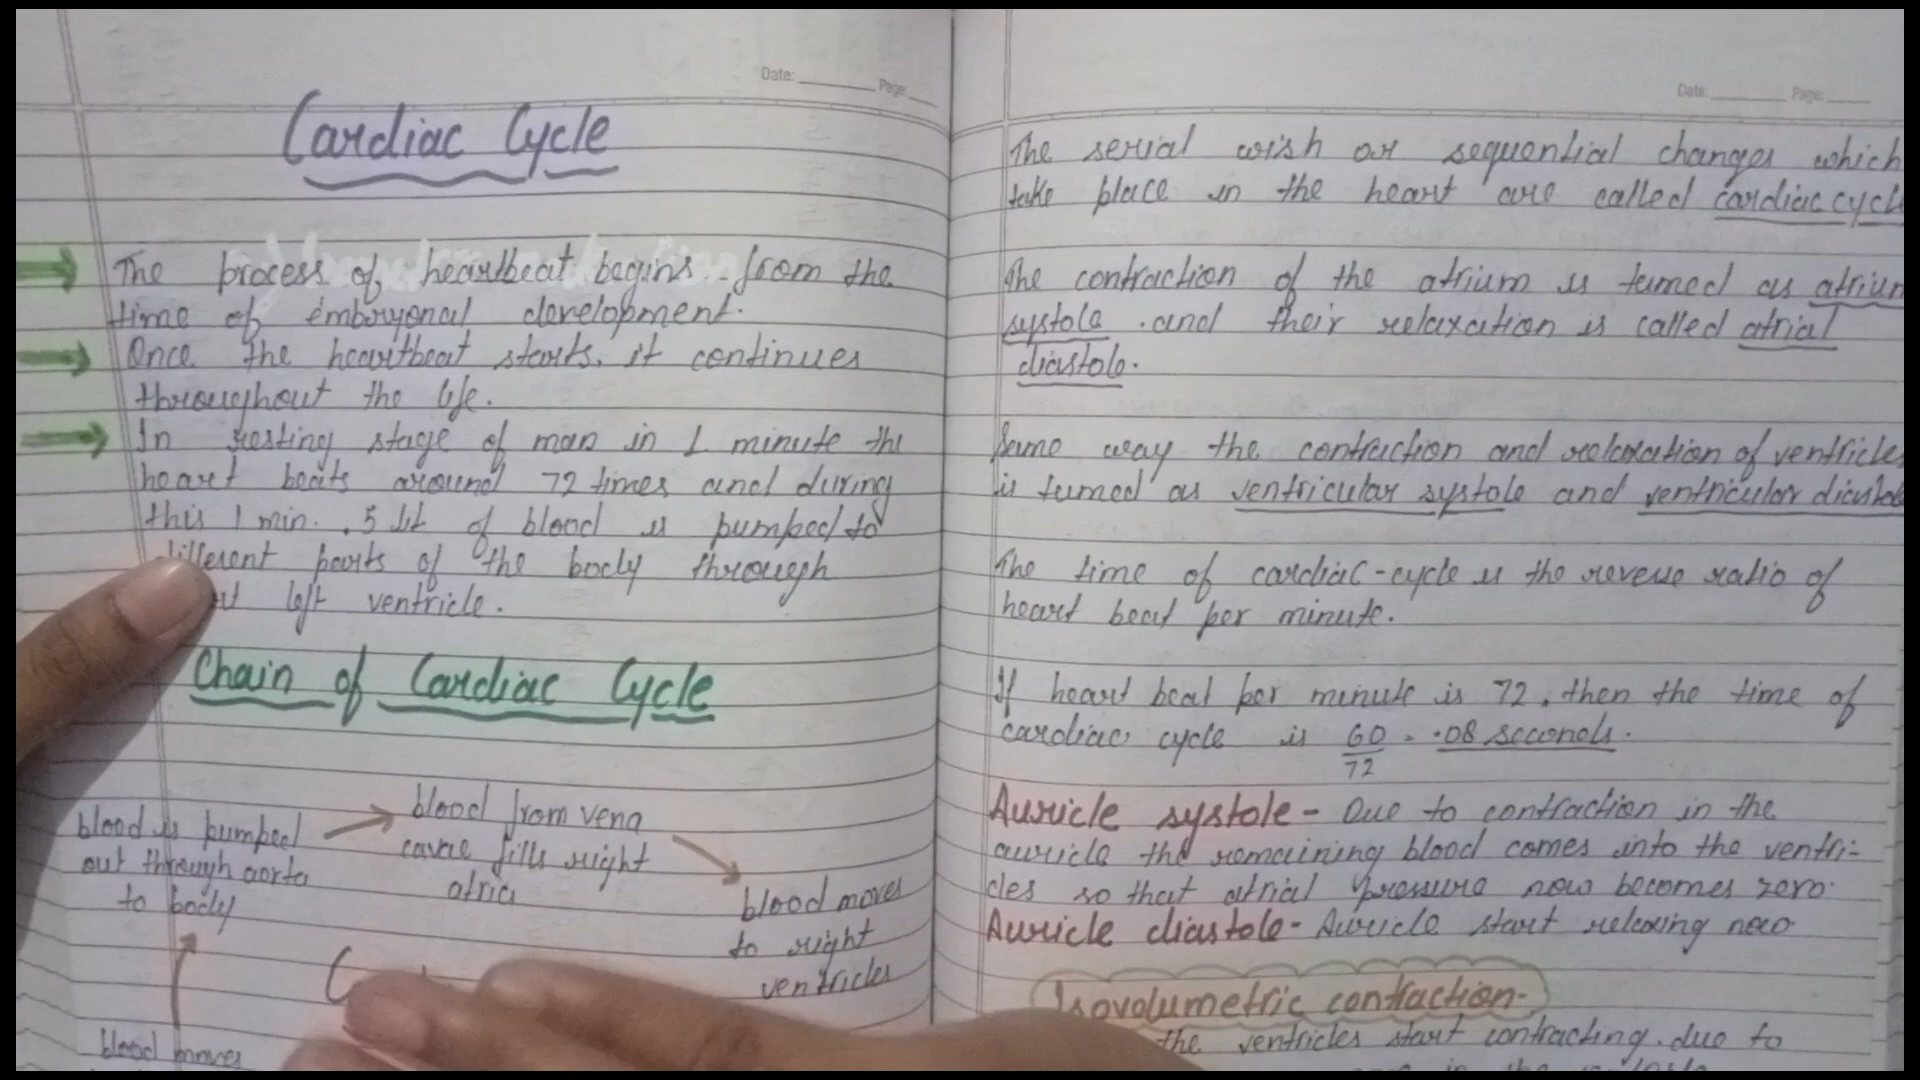 Date: Page:
Cardiac Cycle
The process of heartbeat begins from the
time of embryonal development.
Once the heartbeat starts, it continues
throughout the life.
In resting stage of man in 1 minute the
heart beats around 72 times and during
this 1 min. .5 lit of blood is pumped to
different parts of the body through
left ventricle.
Chain of Cardiac Cycle
blood is pumped
out through aorta
to body
blood from vena
cavae fills right
atria
blood moves
to right
ventricles
blood moves
Date: Page:
The serial wish or sequential changes which
take place in the heart are called cardiac cycle
The contraction of the atrium is termed as atrium
systole .and their relaxation is called atrial
diastole.
Same way the contraction and relaxation of ventricles
is termed as ventricular systole and ventricular diastole
The time of cardiac-cycle is the reverse ratio of
heart beat per minute.
If heart beat per minute is 72, then the time of
cardiac cycle is 60/72 = .08 seconds.
Auricle systole - Due to contraction in the
auricle the remaining blood comes into the ventri-
cles so that atrial pressure now becomes zero.
Auricle diastole - Auricle start relaxing now
Isovolumetric contraction-
the ventricles start contracting. due to